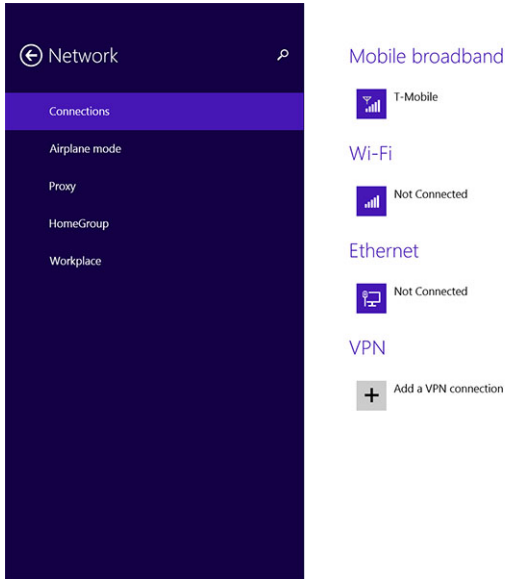 Network
Connections
Airplane mode
Proxy
HomeGroup
Workplace
Mobile broadband
T-Mobile
Wi-Fi
Not Connected
Ethernet
Not Connected
VPN
Add a VPN connection